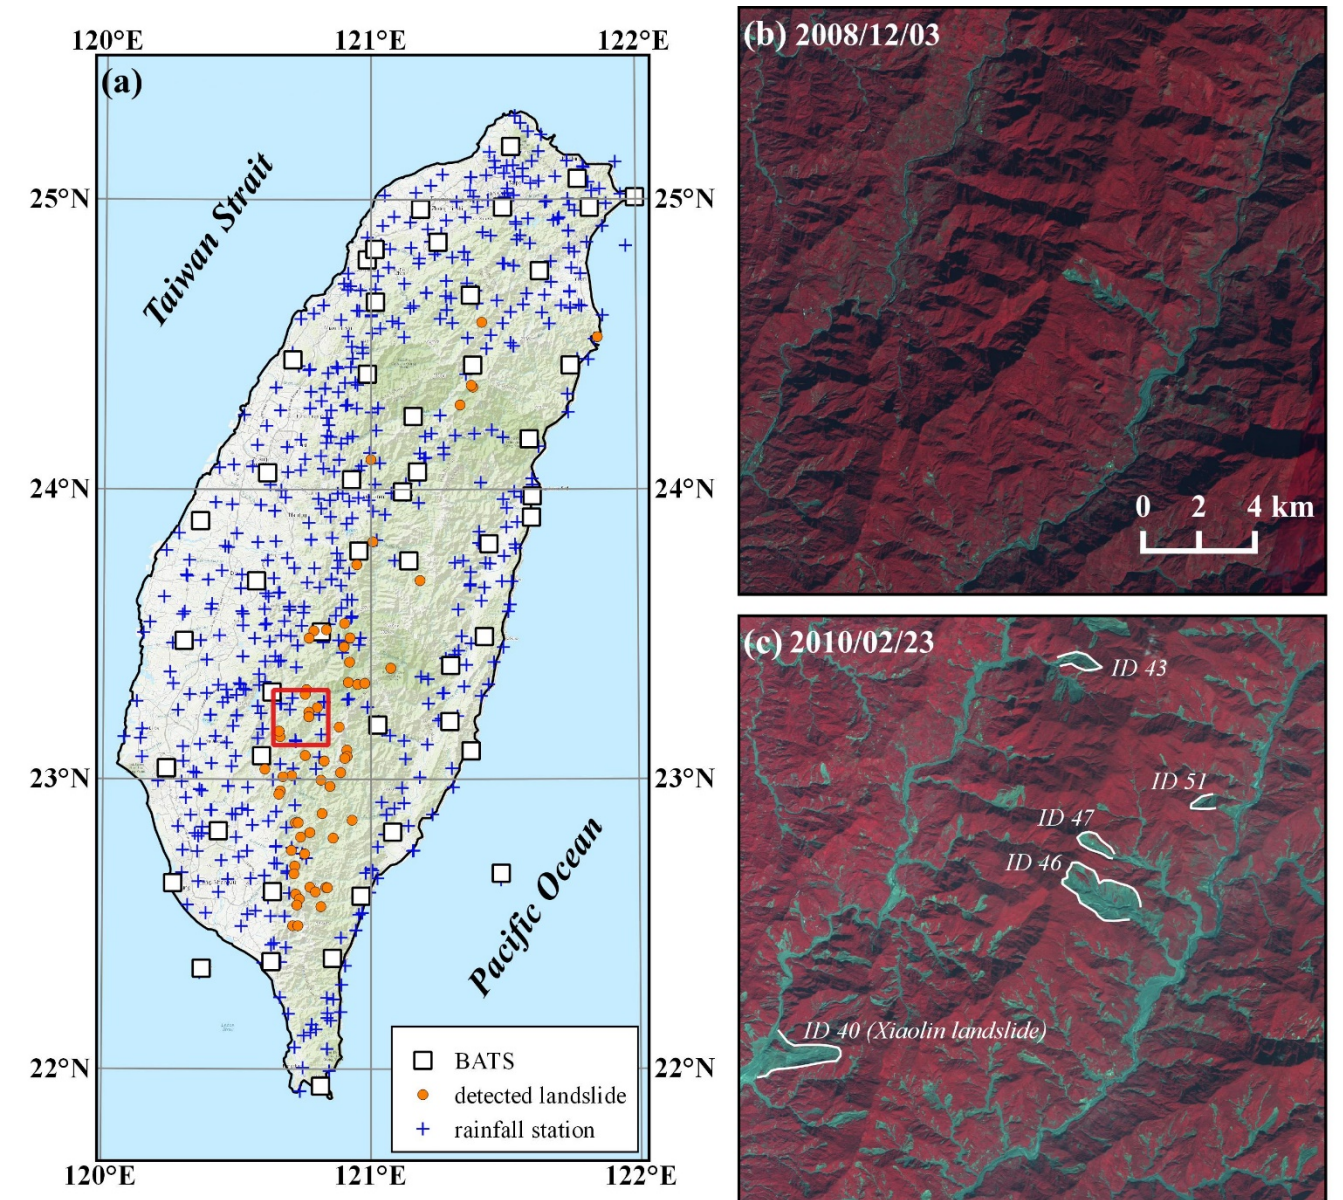 120°E 121°E 122°E
(a)
Taiwan Strait
25°N 25°N
24°N 24°N
23°N 23°N
Pacific Ocean
22°N 22°N
BATS
detected landslide
rainfall station
120°E 121°E 122°E
(b) 2008/12/03
0 2 4 km
(c) 2010/02/23
ID 43
ID 51
ID 47
ID 46
ID 40 (Xiaolin landslide)